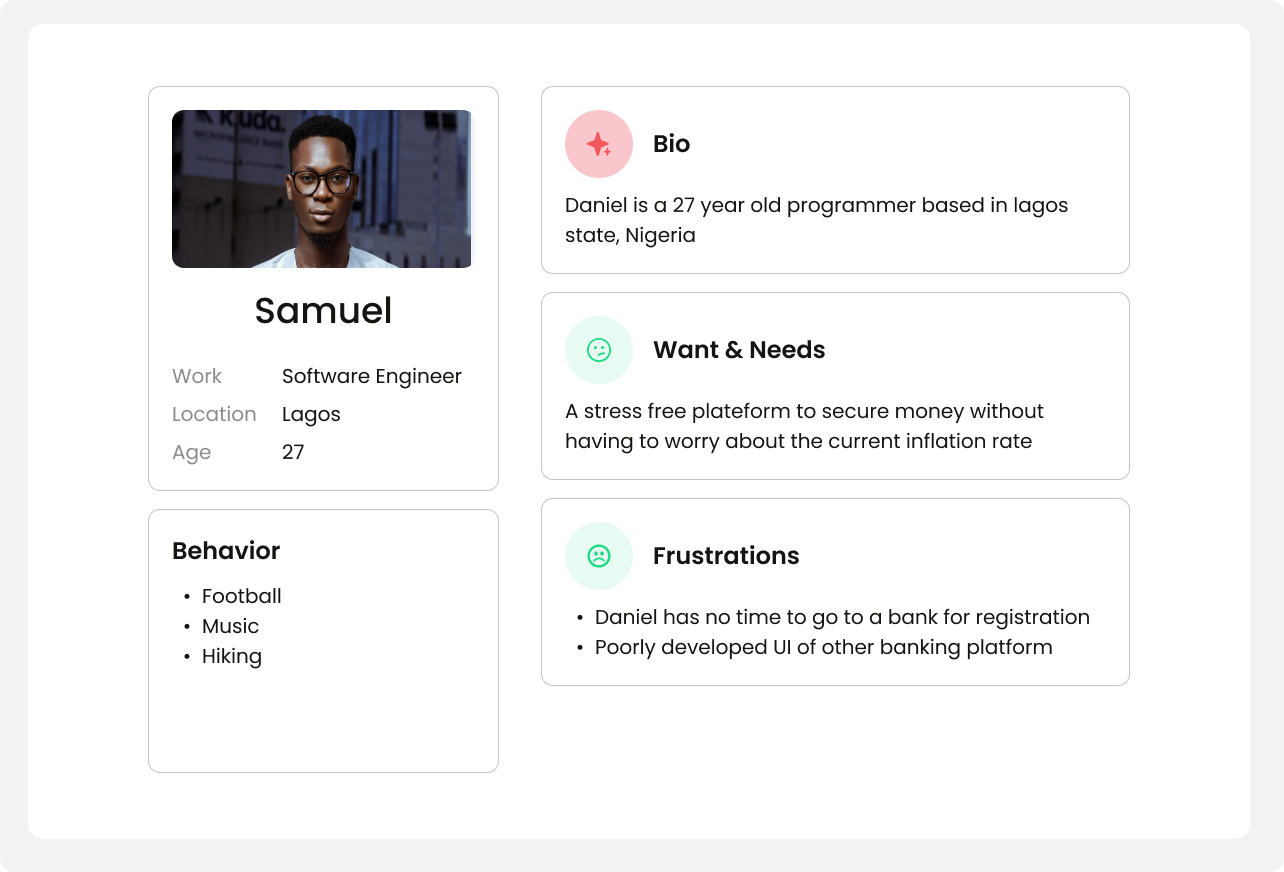 kuda.
MICROFINANCE BANK
Samuel
Work Software Engineer
Location Lagos
Age 27
Behavior
• Football
• Music
• Hiking
Bio
Daniel is a 27 year old programmer based in lagos
state, Nigeria
Want & Needs
A stress free plateform to secure money without
having to worry about the current inflation rate
Frustrations
• Daniel has no time to go to a bank for registration
• Poorly developed UI of other banking platform